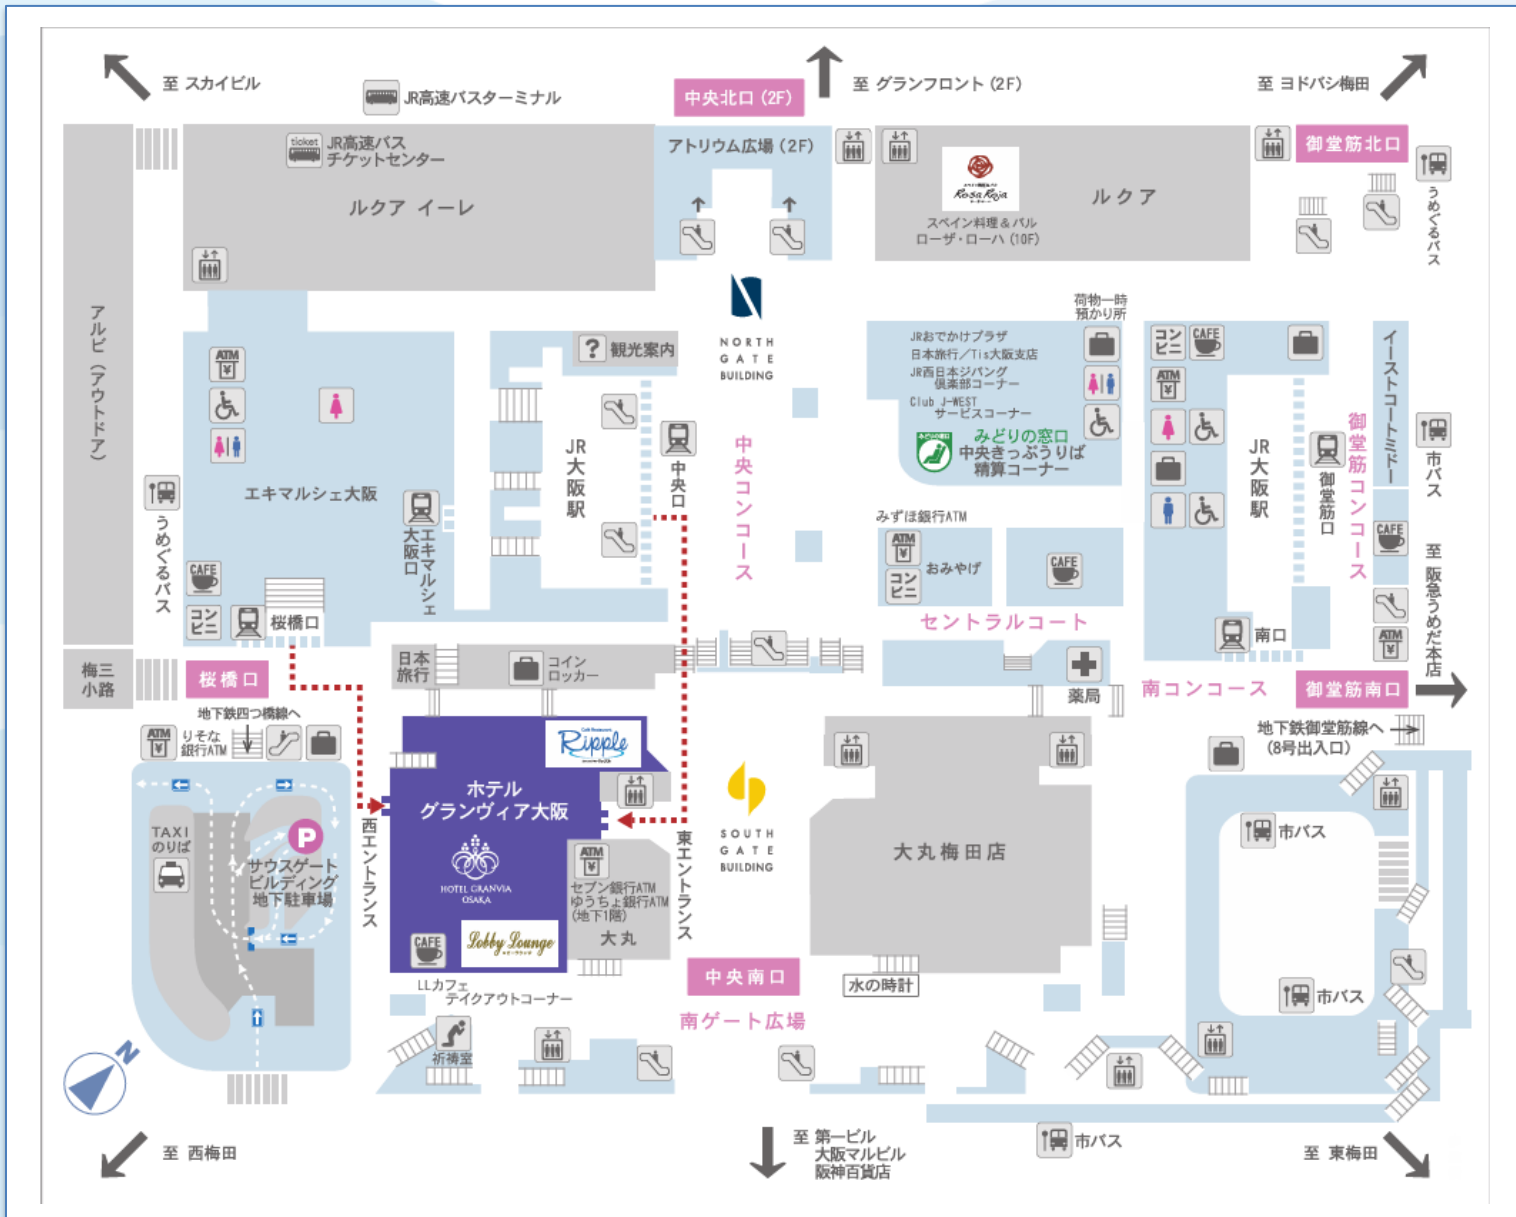 至 スカイビル
JR高速バスターミナル
中央北口 (2F)
至 グランフロント (2F)
至 ヨドバシ梅田
ticket
JR高速バス
チケットセンター
ルクア イーレ
アトリウム広場 (2F)
Rosa Roja
スペイン料理&バル
ローザ・ローハ (10F)
ルクア
御堂筋北口
うめぐるバス
アルビ (アウトドア)
NORTH
GATE
BUILDING
?
観光案内
荷物一時
預かり所
JRおでかけプラザ
日本旅行/Tis大阪支店
JR西日本ジパング
倶楽部コーナー
Club J-WEST
サービスコーナー
みどりの窓口
みどりの窓口
中央きっぷうりば
精算コーナー
コンビニ
CAFE
ATM
¥
イーストコートミドー
ATM
¥
エキマルシェ大阪
JR大阪駅
中央口
中央コンコース
JR大阪駅
御堂筋口
御堂筋コンコース
市バス
うめぐるバス
エキマルシェ
大阪口
みずほ銀行ATM
ATM
¥
コンビニ
おみやげ
CAFE
CAFE
セントラルコート
CAFE
コンビニ
桜橋口
至 阪急うめだ本店
ATM
¥
南口
日本
旅行
コイン
ロッカー
薬局
南コンコース
御堂筋南口
梅三
小路
桜橋口
地下鉄四つ橋線へ
ATM
¥
りそな
銀行ATM
地下鉄御堂筋線へ
(8号出入口)
Café Restaurant
Ripple
ホテル
グランヴィア大阪
HOTEL GRANVIA
OSAKA
西エントランス
東エントランス
SOUTH
GATE
BUILDING
TAXI
のりば
P
サウスゲート
ビルディング
地下駐車場
ATM
¥
セブン銀行ATM
ゆうちょ銀行ATM
(地下1階)
大丸
CAFE
Lobby Lounge
LLカフェ
テイクアウトコーナー
大丸梅田店
市バス
市バス
中央南口
水の時計
南ゲート広場
祈祷室
N
至 西梅田
至 第一ビル
大阪マルビル
阪神百貨店
市バス
至 東梅田